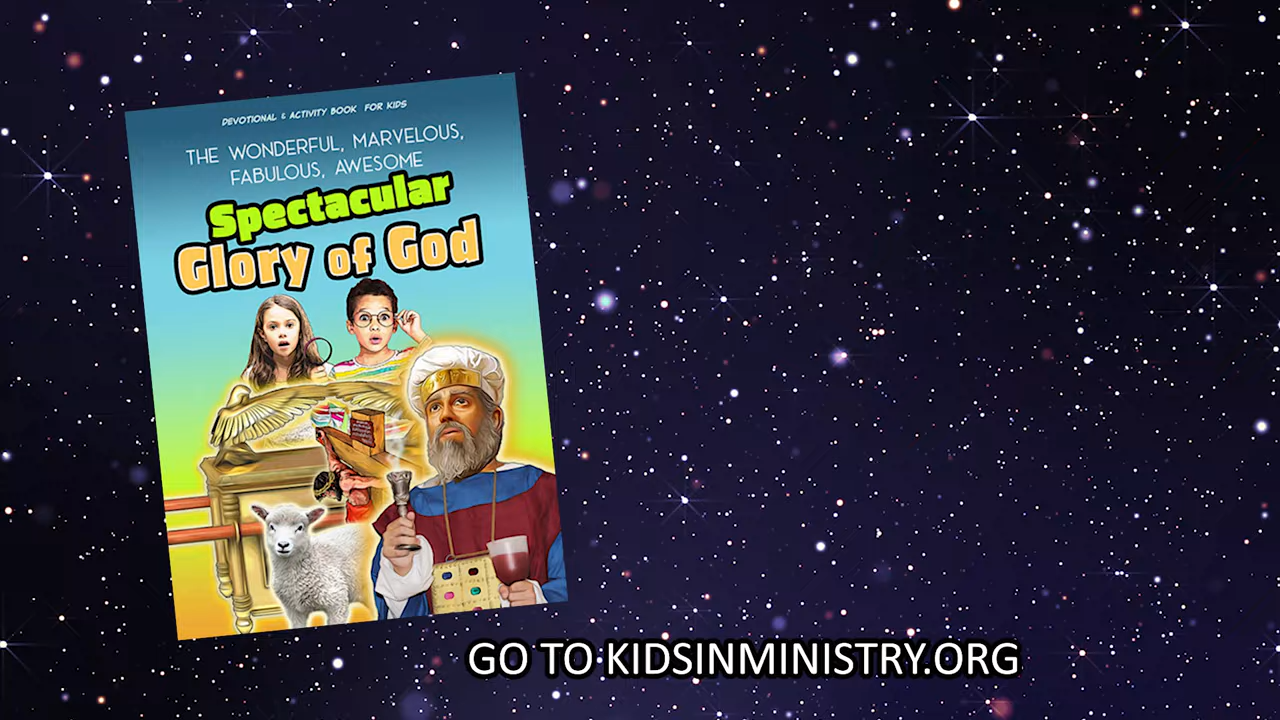 DEVOTIONAL & ACTIVITY BOOK FOR KIDS
THE WONDERFUL, MARVELOUS,
FABULOUS, AWESOME
Spectacular
Glory of God
GO TO KIDSINMINISTRY.ORG